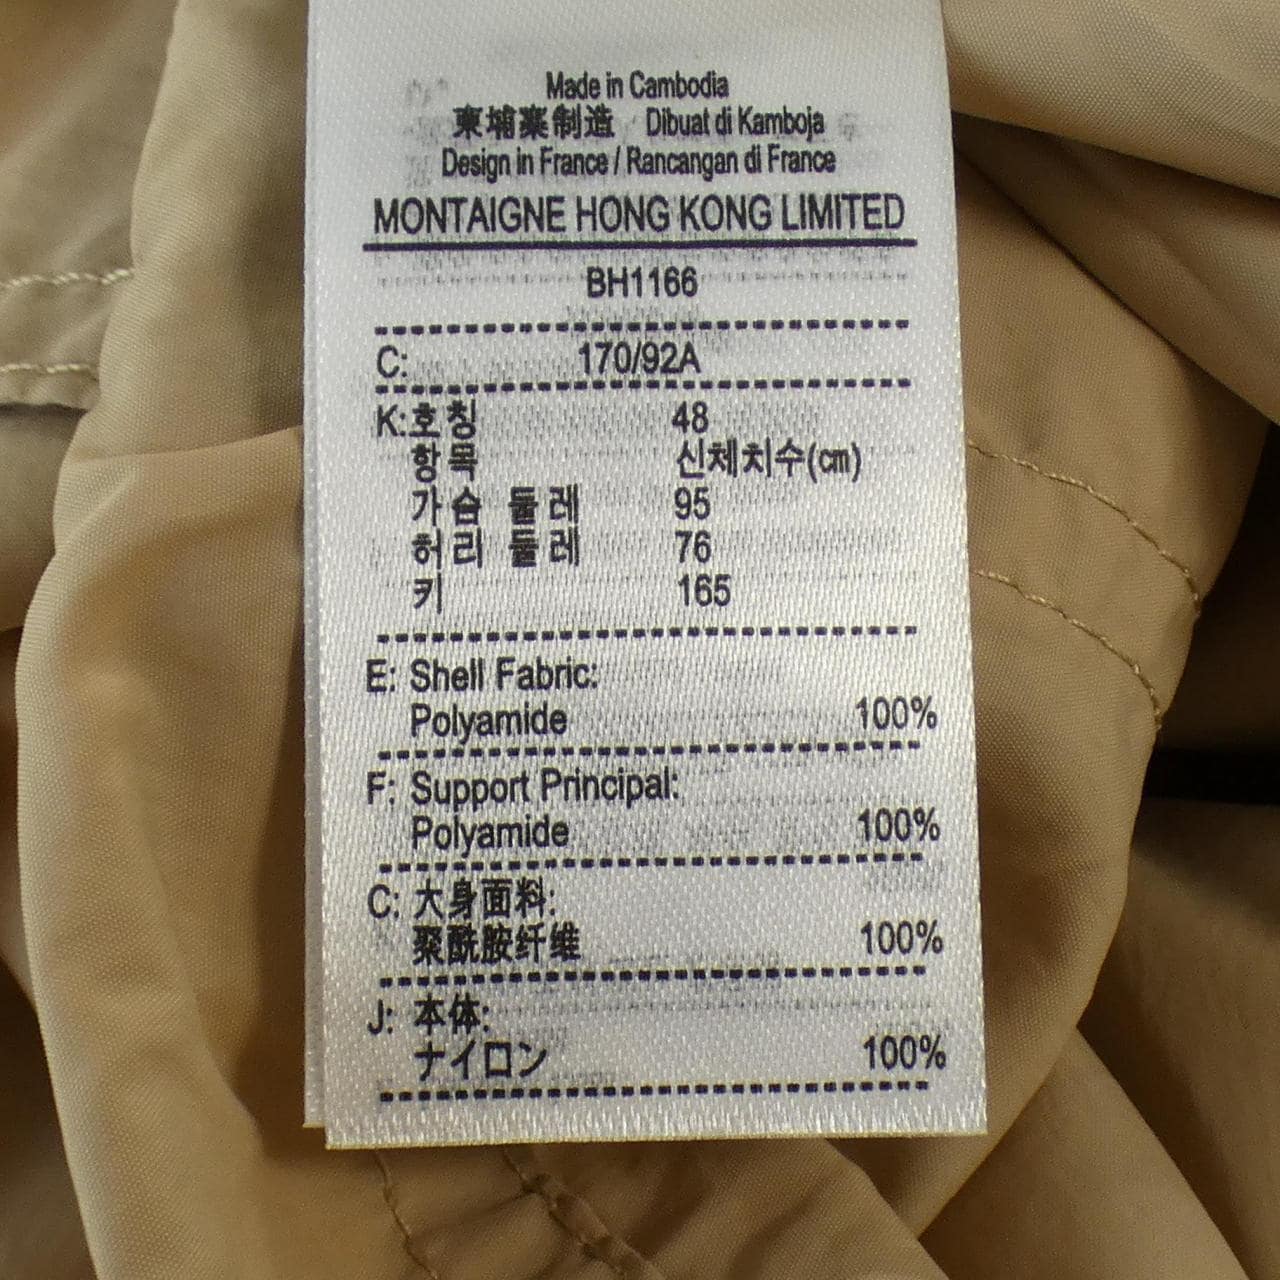 Made in Cambodia
柬埔寨制造 Dibuat di Kamboja
Design in France / Rancangan di France
MONTAIGNE HONG KONG LIMITED
BH1166
C: 170/92A
K:호칭 48
항목 신체치수(cm)
가슴 둘레 95
허리 둘레 76
키 165
E: Shell Fabric:
Polyamide 100%
F: Support Principal:
Polyamide 100%
C: 大身面料:
聚酰胺纤维 100%
J: 本体:
ナイロン 100%